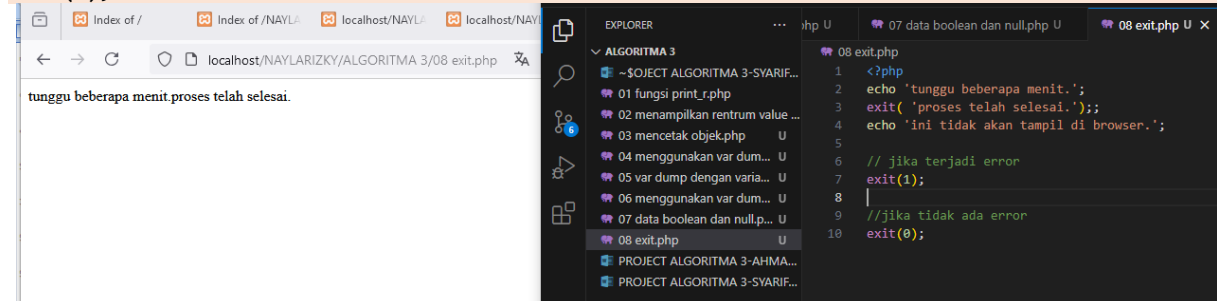 Index of /
Index of /NAYLA
localhost/NAYLA
localhost/NAYL
localhost/NAYLARIZKY/ALGORITMA 3/08 exit.php
tunggu beberapa menit.proses telah selesai.
EXPLORER
ALGORITMA 3
~$OJECT ALGORITMA 3-SYARIF...
01 fungsi print_r.php
02 menampilkan rentrum value ...
03 mencetak objek.php U
04 menggunakan var dum... U
05 var dump dengan varia... U
06 menggunakan var dum... U
07 data boolean dan null.p... U
08 exit.php U
PROJECT ALGORITMA 3-AHMA...
PROJECT ALGORITMA 3-SYARIF...
6
hp U
07 data boolean dan null.php U
08 exit.php U
08 exit.php
1 <?php
2 echo 'tunggu beberapa menit.';
3 exit( 'proses telah selesai.');;
4 echo 'ini tidak akan tampil di browser.';
5
6 // jika terjadi error
7 exit(1);
8
9 //jika tidak ada error
10 exit(0);